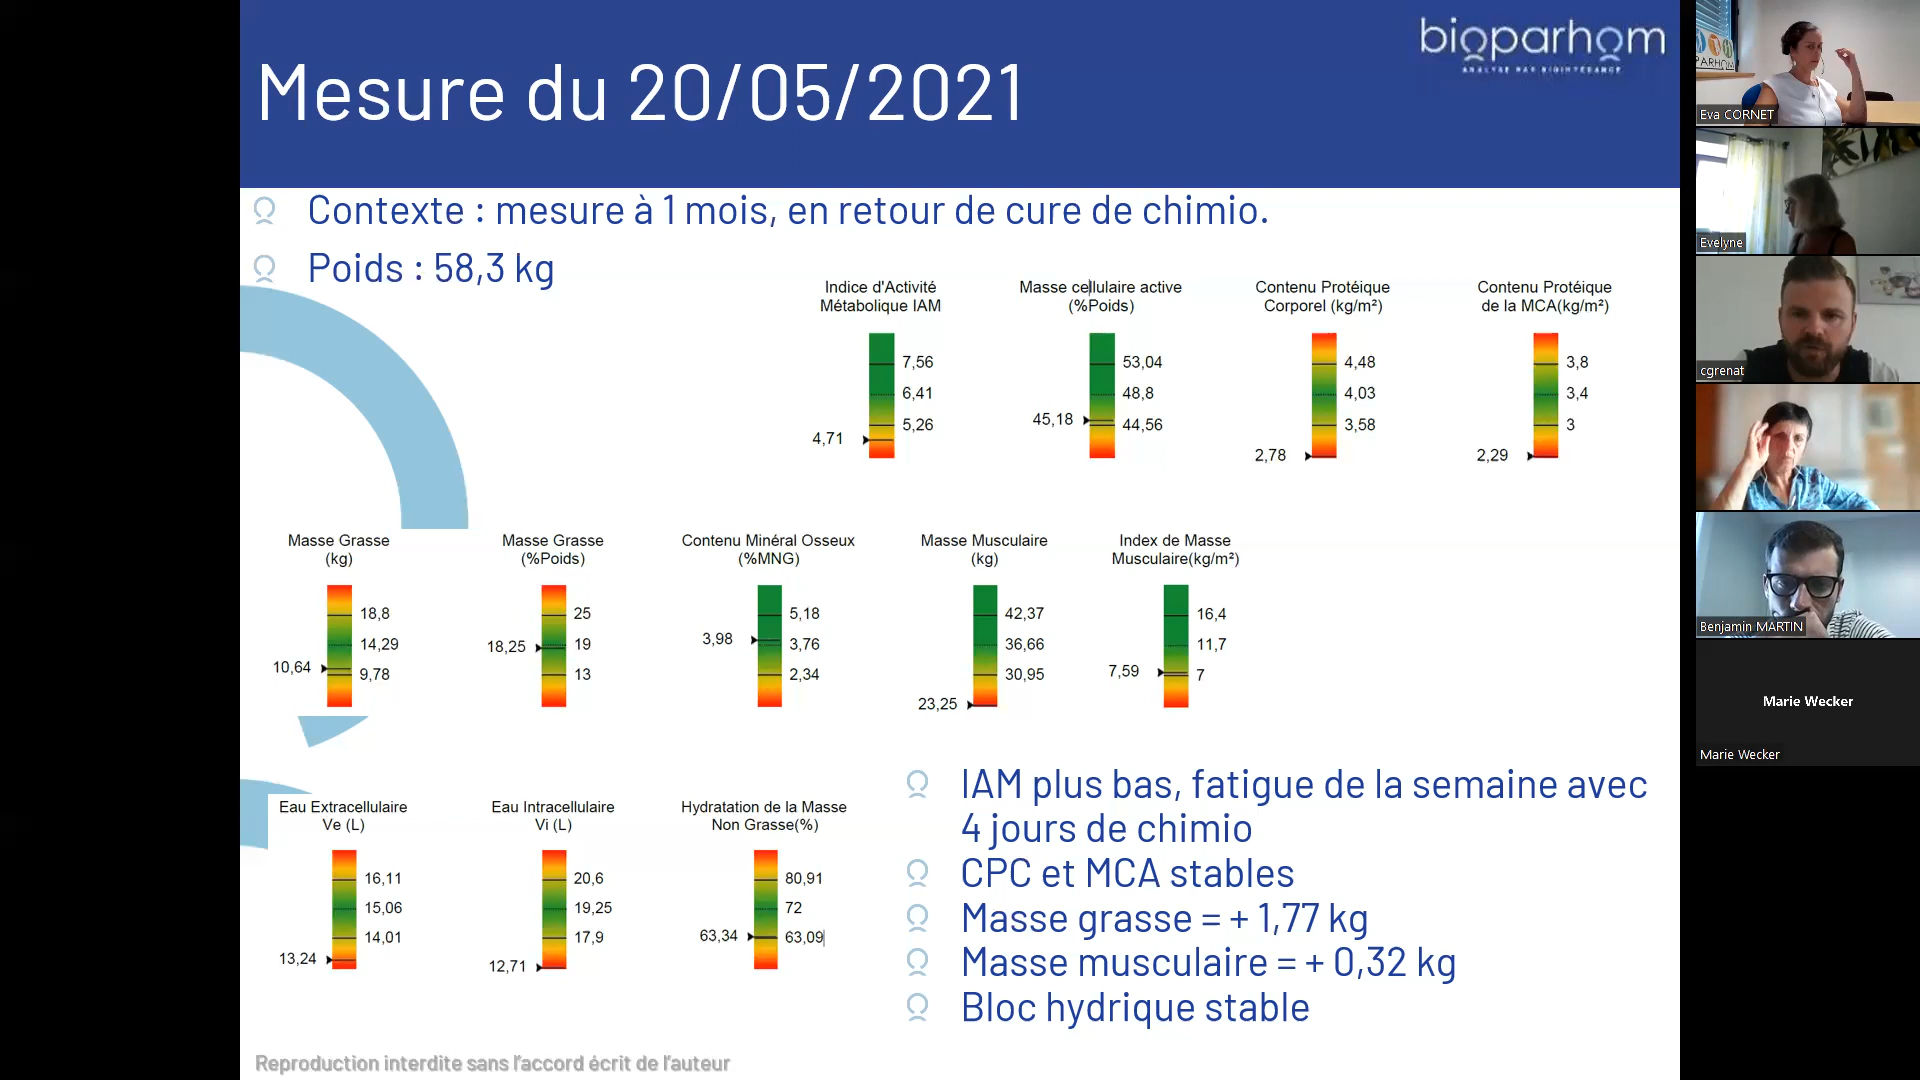 Mesure du 20/05/2021
bioparhom
ANALYSE PAR BIOIMPÉDANCE
Contexte : mesure à 1 mois, en retour de cure de chimio.
Poids : 58,3 kg
Indice d'Activité
Métabolique IAM
7,56
6,41
5,26
4,71
Masse cellulaire active
(%Poids)
53,04
48,8
45,18
44,56
Contenu Protéique
Corporel (kg/m²)
4,48
4,03
3,58
2,78
Contenu Protéique
de la MCA(kg/m²)
3,8
3,4
3
2,29
Masse Grasse
(kg)
18,8
14,29
10,64
9,78
Masse Grasse
(%Poids)
25
19
18,25
13
Contenu Minéral Osseux
(%MNG)
5,18
3,98
3,76
2,34
Masse Musculaire
(kg)
42,37
36,66
30,95
23,25
Index de Masse
Musculaire(kg/m²)
16,4
11,7
7,59
7
Eau Extracellulaire
Ve (L)
16,11
15,06
14,01
13,24
Eau Intracellulaire
Vi (L)
20,6
19,25
17,9
12,71
Hydratation de la Masse
Non Grasse(%)
80,91
72
63,34
63,09
IAM plus bas, fatigue de la semaine avec
4 jours de chimio
CPC et MCA stables
Masse grasse = + 1,77 kg
Masse musculaire = + 0,32 kg
Bloc hydrique stable
Reproduction interdite sans l'accord écrit de l'auteur
PARHOM
Eva CORNET
Evelyne
cgrenat
Benjamin MARTIN
Marie Wecker
Marie Wecker